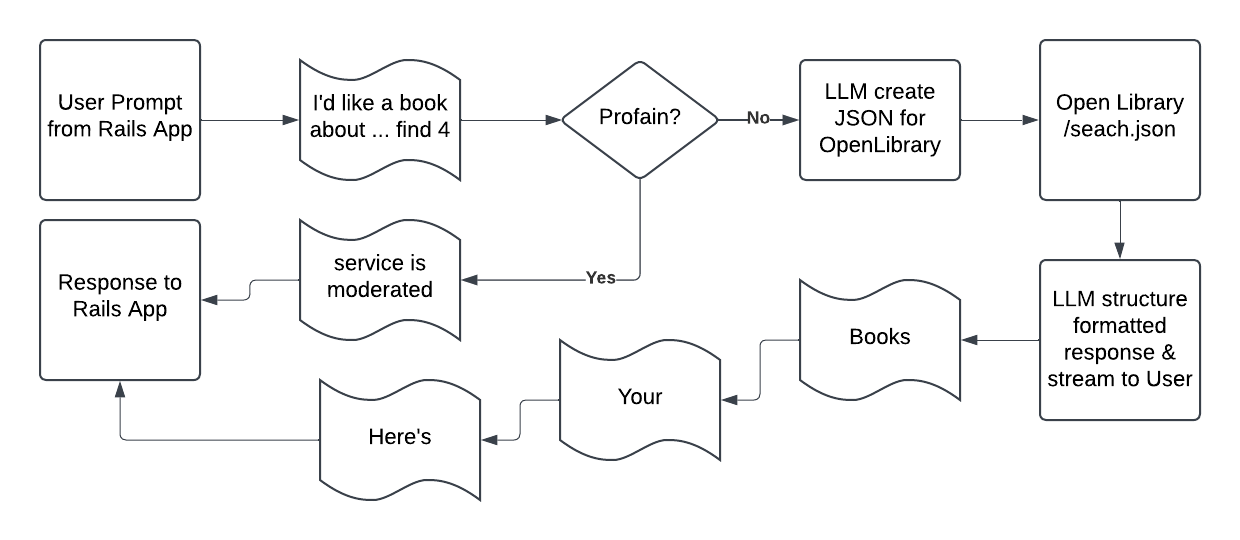 User Prompt
from Rails App
I'd like a book
about ... find 4
Profain?
No
LLM create
JSON for
OpenLibrary
Open Library
/seach.json
Yes
service is
moderated
Response to
Rails App
LLM structure
formatted
response &
stream to User
Books
Your
Here's